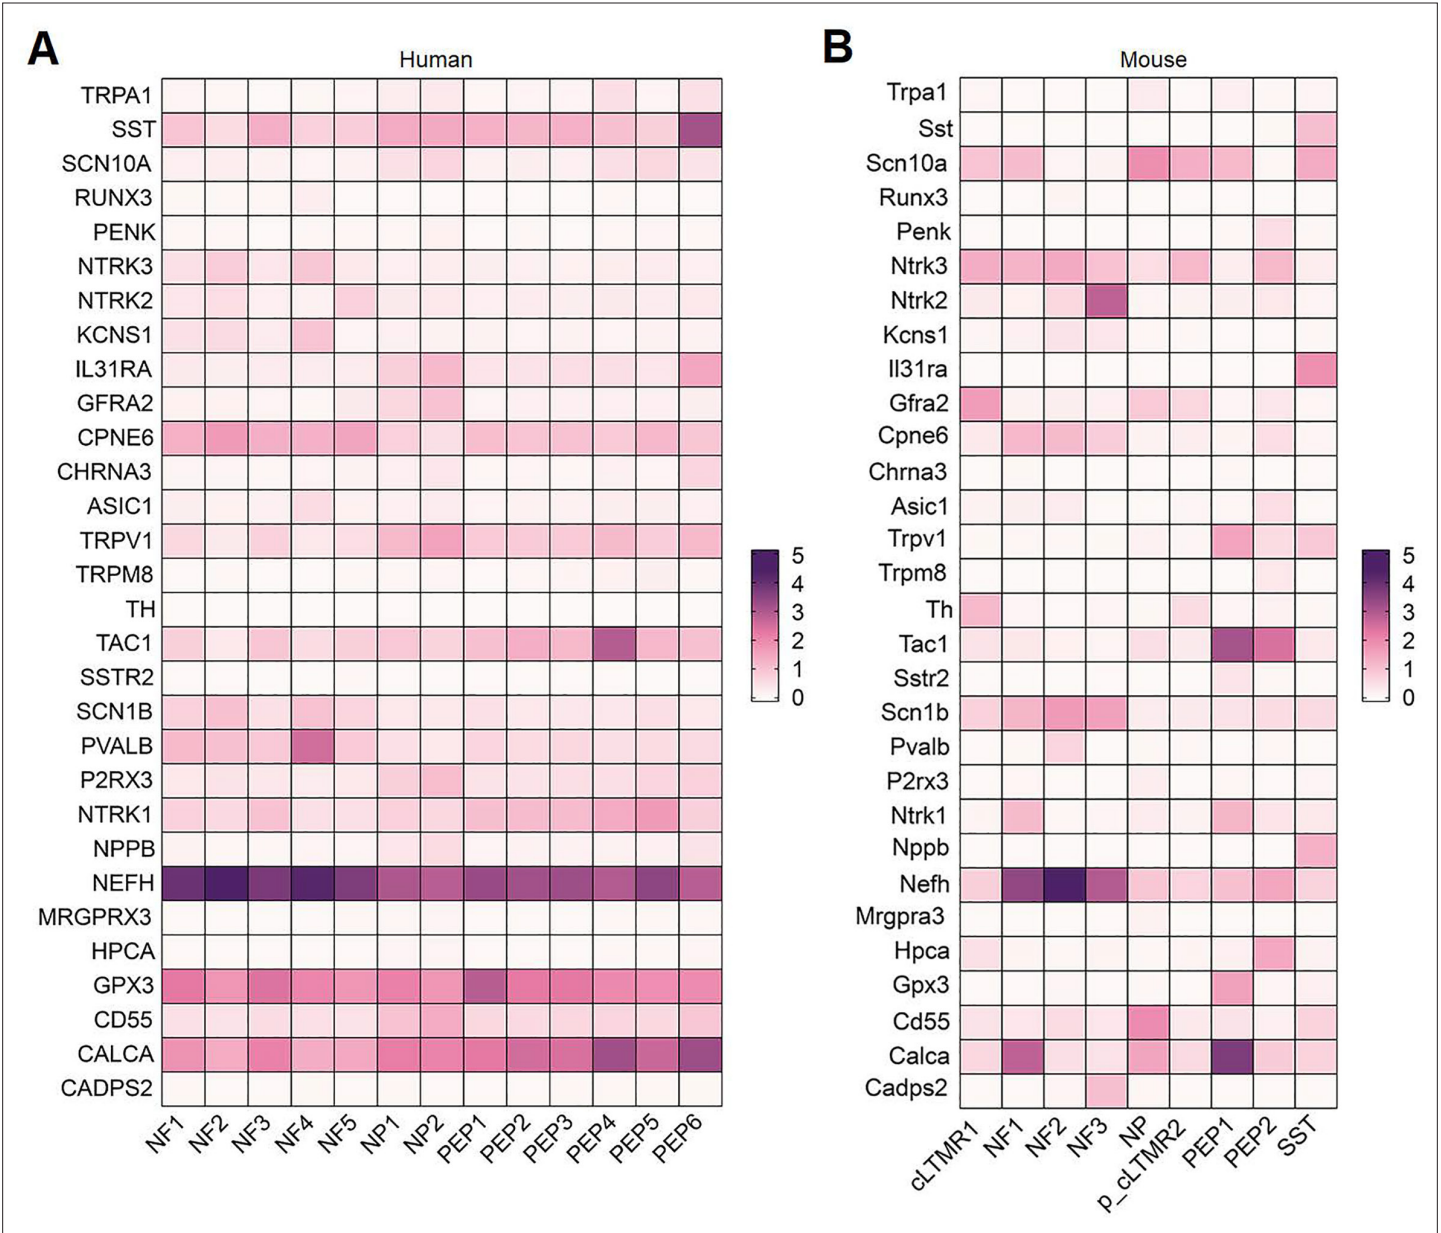 A
Human
TRPA1
SST
SCN10A
RUNX3
PENK
NTRK3
NTRK2
KCNS1
IL31RA
GFRA2
CPNE6
CHRNA3
ASIC1
TRPV1
TRPM8
TH
TAC1
SSTR2
SCN1B
PVALB
P2RX3
NTRK1
NPPB
NEFH
MRGPRX3
HPCA
GPX3
CD55
CALCA
CADPS2
NF1 NF2 NF3 NF4 NF5 NP1 NP2 PEP1 PEP2 PEP3 PEP4 PEP5 PEP6
5
4
3
2
1
0
B
Mouse
Trpa1
Sst
Scn10a
Runx3
Penk
Ntrk3
Ntrk2
Kcns1
Il31ra
Gfra2
Cpne6
Chrna3
Asic1
Trpv1
Trpm8
Th
Tac1
Sstr2
Scn1b
Pvalb
P2rx3
Ntrk1
Nppb
Nefh
Mrgpra3
Hpca
Gpx3
Cd55
Calca
Cadps2
cLTMR1 NF1 NF2 NF3 NP p_cLTMR2 PEP1 PEP2 SST
5
4
3
2
1
0